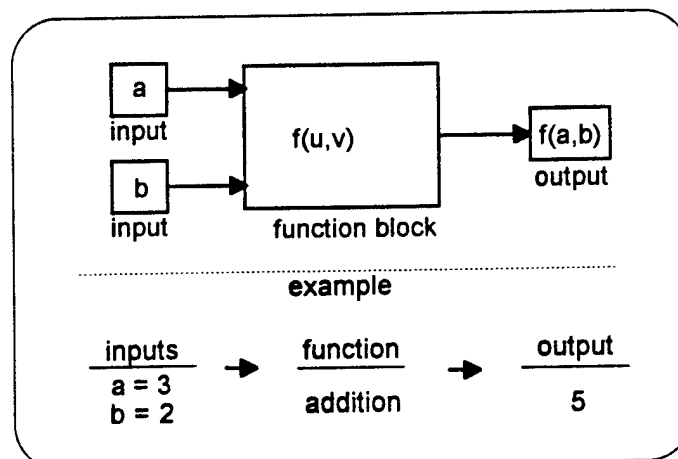 a
input
f(u,v)
f(a,b)
output
b
input
function block
example
inputs function output
a = 3
b = 2
addition
5